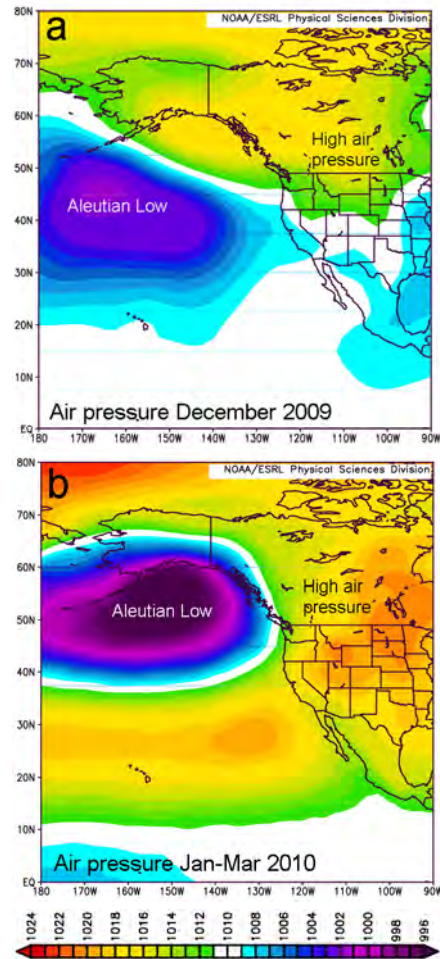 NOAA/ESRL Physical Sciences Division
a
80N
70N
60N
50N
40N
30N
20N
10N
EQ
High air
pressure
Aleutian Low
Air pressure December 2009
180 170W 160W 150W 140W 130W 120W 110W 100W 90W
NOAA/ESRL Physical Sciences Division
b
80N
70N
60N
50N
40N
30N
20N
10N
EQ
High air
pressure
Aleutian Low
Air pressure Jan-Mar 2010
180 170W 160W 150W 140W 130W 120W 110W 100W 90W
1024 1022 1020 1018 1016 1014 1012 1010 1008 1006 1004 1002 1000 998 996